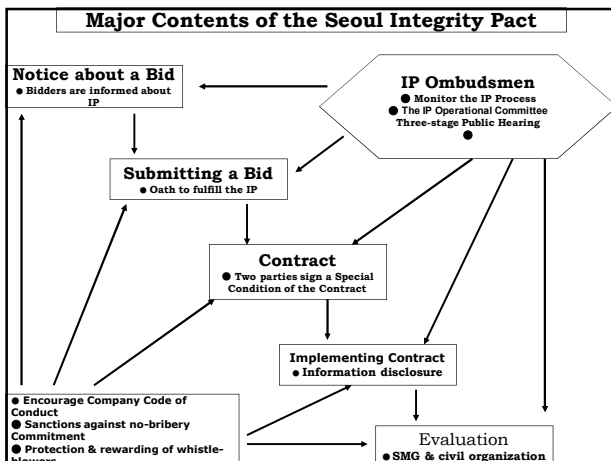 Major Contents of the Seoul Integrity Pact
Notice about a Bid
● Bidders are informed about
IP
IP Ombudsmen
● Monitor the IP Process
● The IP Operational Committee
Three-stage Public Hearing
●
Submitting a Bid
● Oath to fulfill the IP
Contract
● Two parties sign a Special
Condition of the Contract
Implementing Contract
● Information disclosure
● Encourage Company Code of
Conduct
● Sanctions against no-bribery
Commitment
● Protection & rewarding of whistle-
blowers
Evaluation
● SMG & civil organization